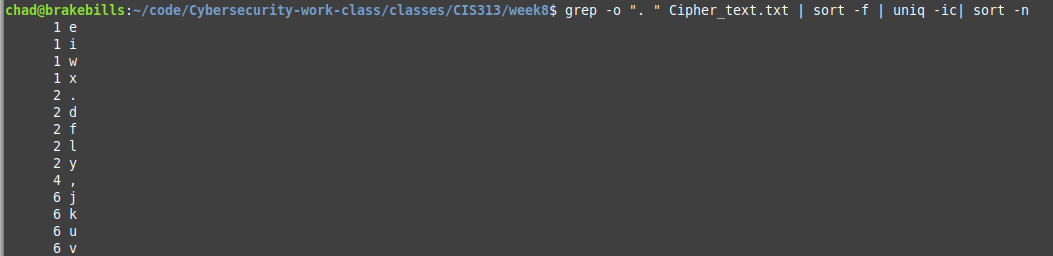 chad@brakebills:~/code/Cybersecurity-work-class/classes/CIS313/week8$ grep -o ". " Cipher_text.txt | sort -f | uniq -ic| sort -n
1 e
1 i
1 w
1 x
2 .
2 d
2 f
2 l
2 y
4 ,
6 j
6 k
6 u
6 v